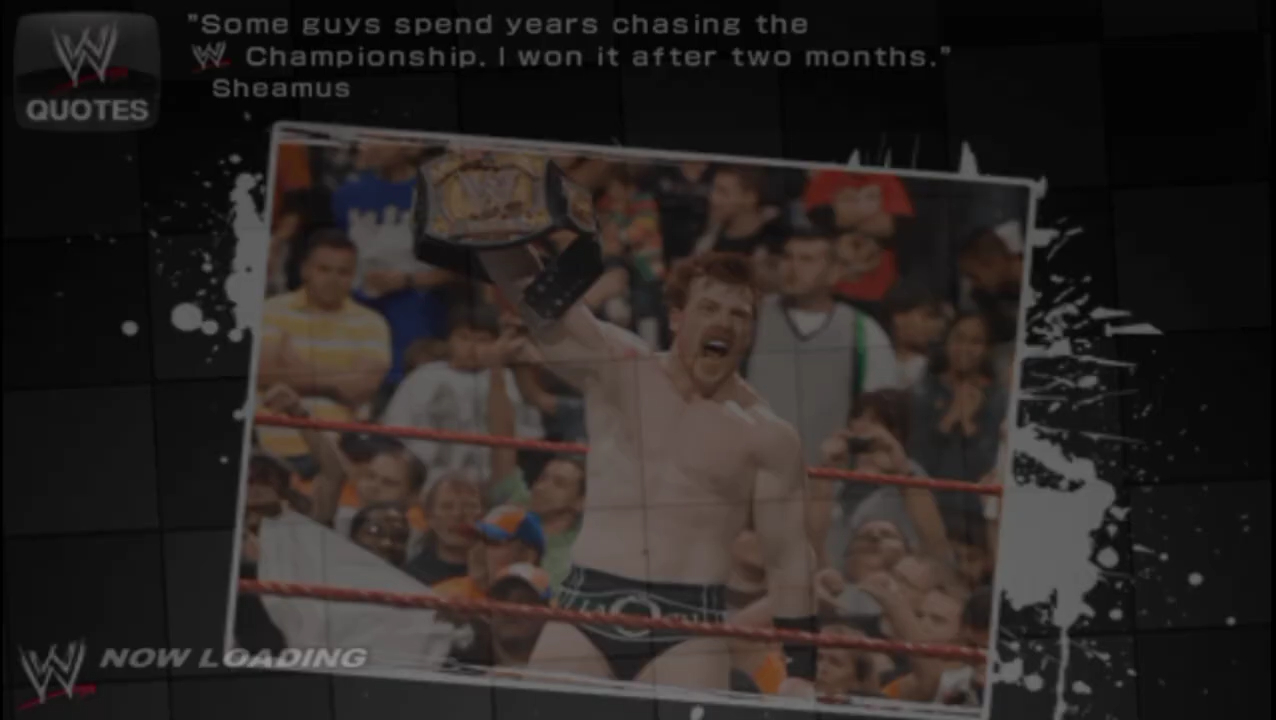 "Some guys spend years chasing the
W Championship. I won it after two months."
Sheamus
W
QUOTES
W NOW LOADING